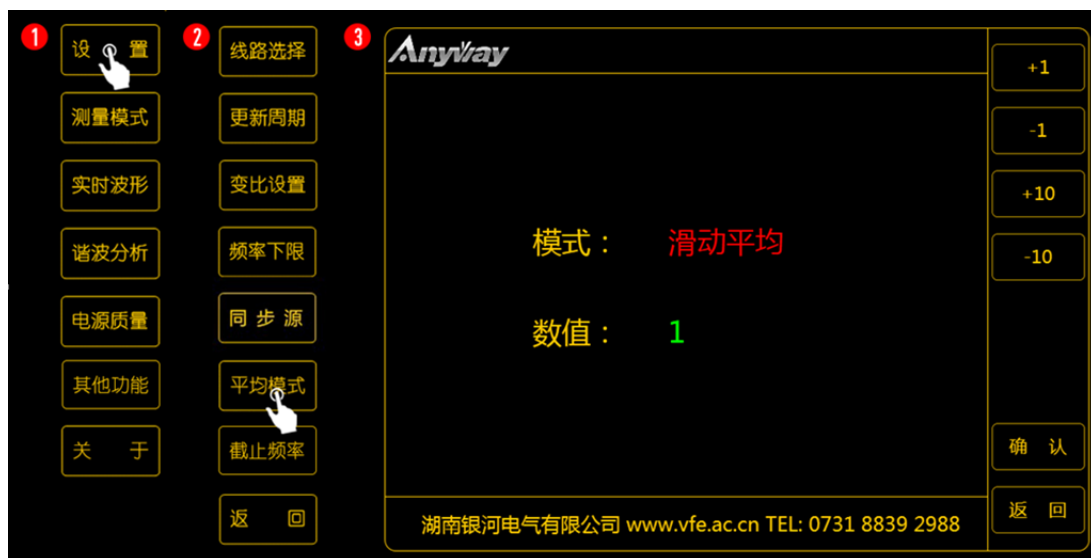 1
设 置
测量模式
实时波形
谐波分析
电源质量
其他功能
关 于
2
线路选择
更新周期
变比设置
频率下限
同 步 源
平均模式
截止频率
返 回
3
Anyway
模式： 滑动平均
数值： 1
湖南银河电气有限公司 www.vfe.ac.cn TEL: 0731 8839 2988
+1
-1
+10
-10
确 认
返 回